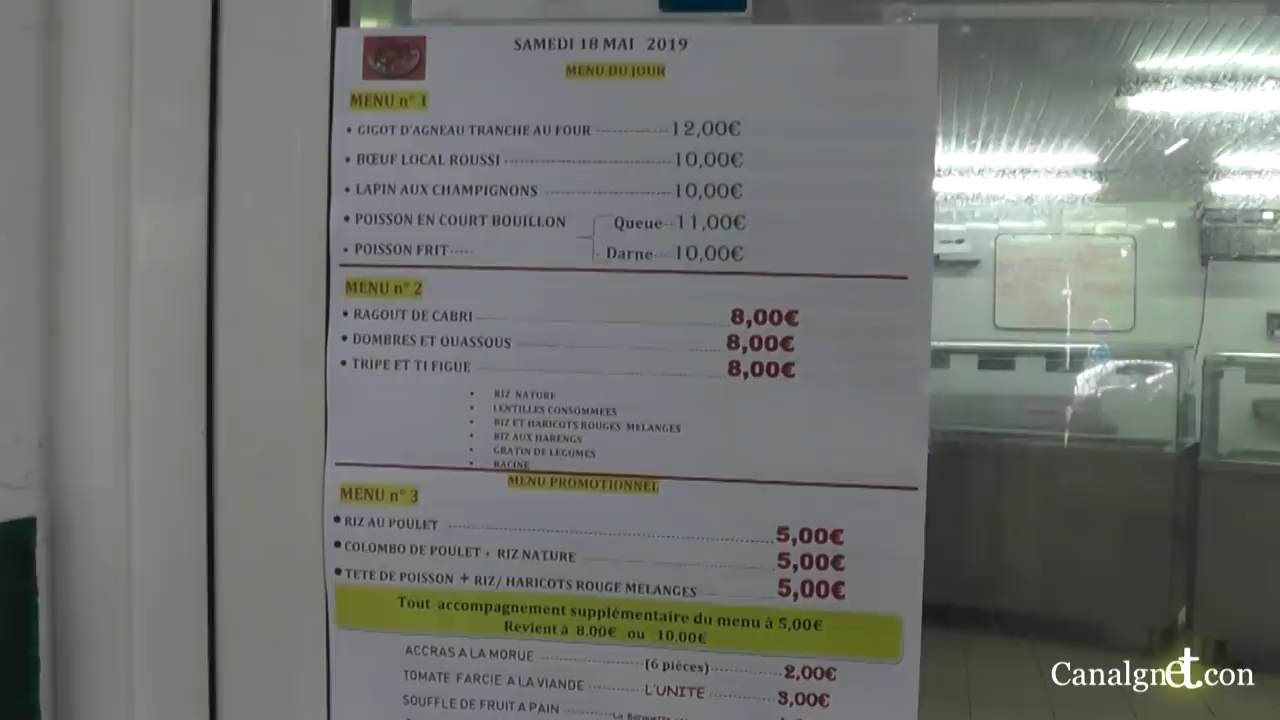 SAMEDI 18 MAI 2019
MENU DU JOUR
MENU n° 1
• GIGOT D'AGNEAU TRANCHE AU FOUR ---------------- 12,00€
• BŒUF LOCAL ROUSSI ------------------------------------ 10,00€
• LAPIN AUX CHAMPIGNONS --------------------------- 10,00€
• POISSON EN COURT BOUILLON Queue-- 11,00€
• POISSON FRIT----- Darne---- 10,00€
MENU n° 2
• RAGOUT DE CABRI 8,00€
• DOMBRES ET OUASSOUS 8,00€
• TRIPE ET TI FIGUE 8,00€
• RIZ NATURE
• LENTILLES CONSOMMEES
• RIZ ET HARICOTS ROUGES MELANGES
• RIZ AUX HARENGS
• GRATIN DE LEGUMES
• RACINE
MENU PROMOTIONNEL
MENU n° 3
• RIZ AU POULET 5,00€
• COLOMBO DE POULET + RIZ NATURE 5,00€
• TETE DE POISSON + RIZ/ HARICOTS ROUGE MELANGES 5,00€
Tout accompagnement supplémentaire du menu à 5,00€
Revient à 8.00€ ou 10.00€
ACCRAS A LA MORUE (6 pièces) 2,00€
TOMATE FARCIE A LA VIANDE L'UNITE 3,00€
SOUFFLE DE FRUIT A PAIN La Barquette
Canalgnet.con